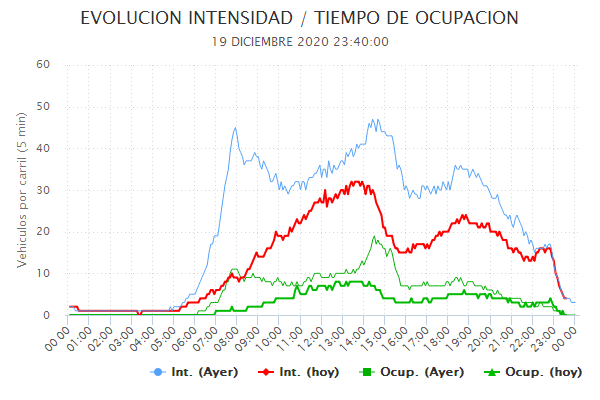 EVOLUCION INTENSIDAD / TIEMPO DE OCUPACION
19 DICIEMBRE 2020 23:40:00
Vehiculos por carril (5 min)
60
50
40
30
20
10
0
00:00 01:00 02:00 03:00 04:00 05:00 06:00 07:00 08:00 09:00 10:00 11:00 12:00 13:00 14:00 15:00 16:00 17:00 18:00 19:00 20:00 21:00 22:00 23:00 00:00
Int. (Ayer) Int. (hoy) Ocup. (Ayer) Ocup. (hoy)